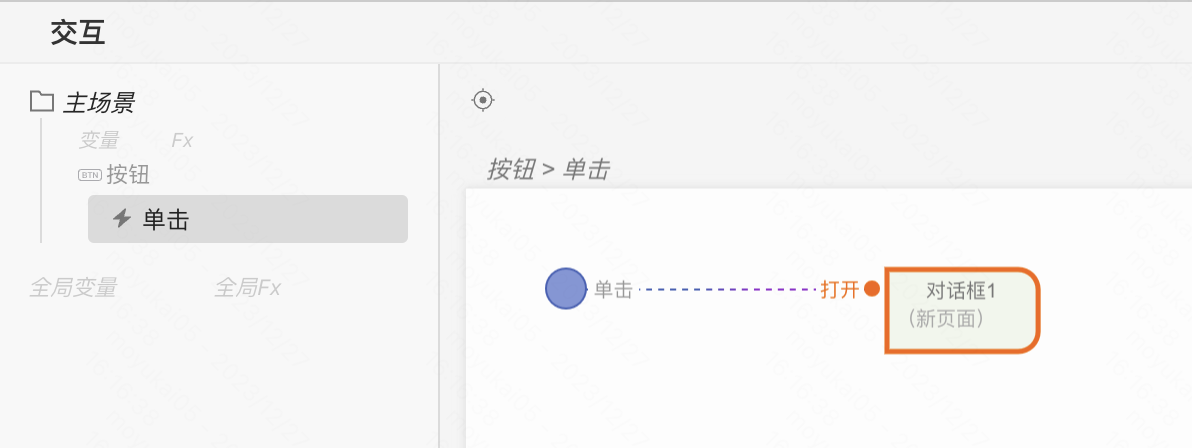 交互
主场景
变量 Fx
BTN 按钮
单击
全局变量 全局Fx
按钮 > 单击
单击 打开 对话框1
(新页面)